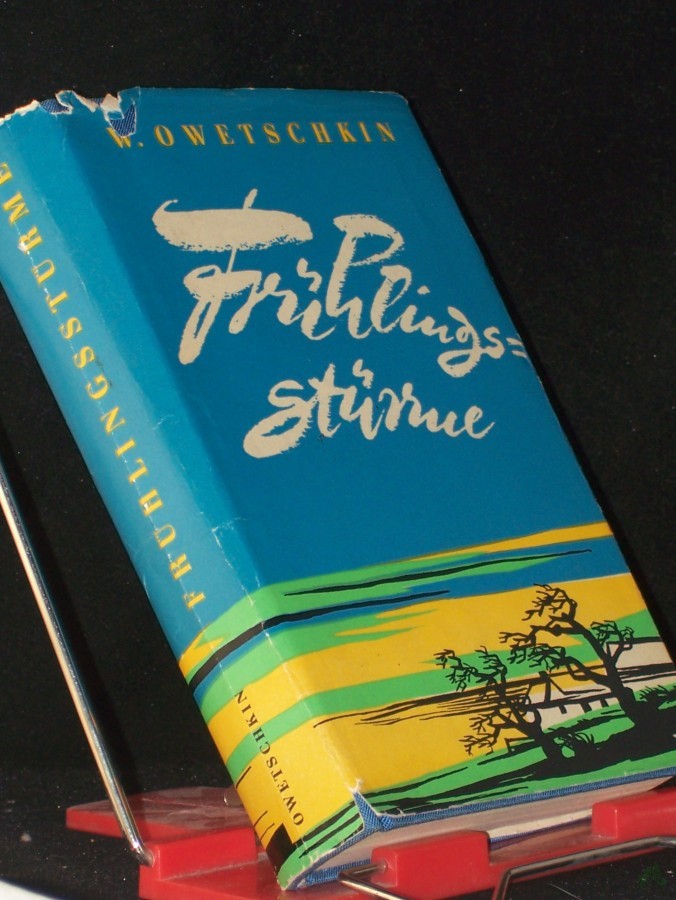 W. OWETSCHKIN
Frühlings=
stürme
FRÜHLINGSSTÜRME
OWETSCHKIN